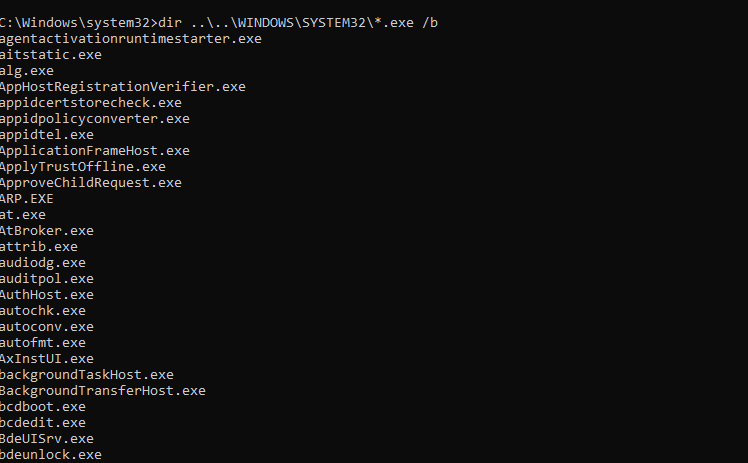 C:\Windows\system32>dir ..\..\WINDOWS\SYSTEM32\*.exe /b
agentactivationruntimestarter.exe
aitstatic.exe
alg.exe
AppHostRegistrationVerifier.exe
appidcertstorecheck.exe
appidpolicyconverter.exe
appidtel.exe
ApplicationFrameHost.exe
ApplyTrustOffline.exe
ApproveChildRequest.exe
ARP.EXE
at.exe
AtBroker.exe
attrib.exe
audiodg.exe
auditpol.exe
AuthHost.exe
autochk.exe
autoconv.exe
autofmt.exe
AxInstUI.exe
backgroundTaskHost.exe
BackgroundTransferHost.exe
bcdboot.exe
bcdedit.exe
BdeUISrv.exe
bdeunlock.exe